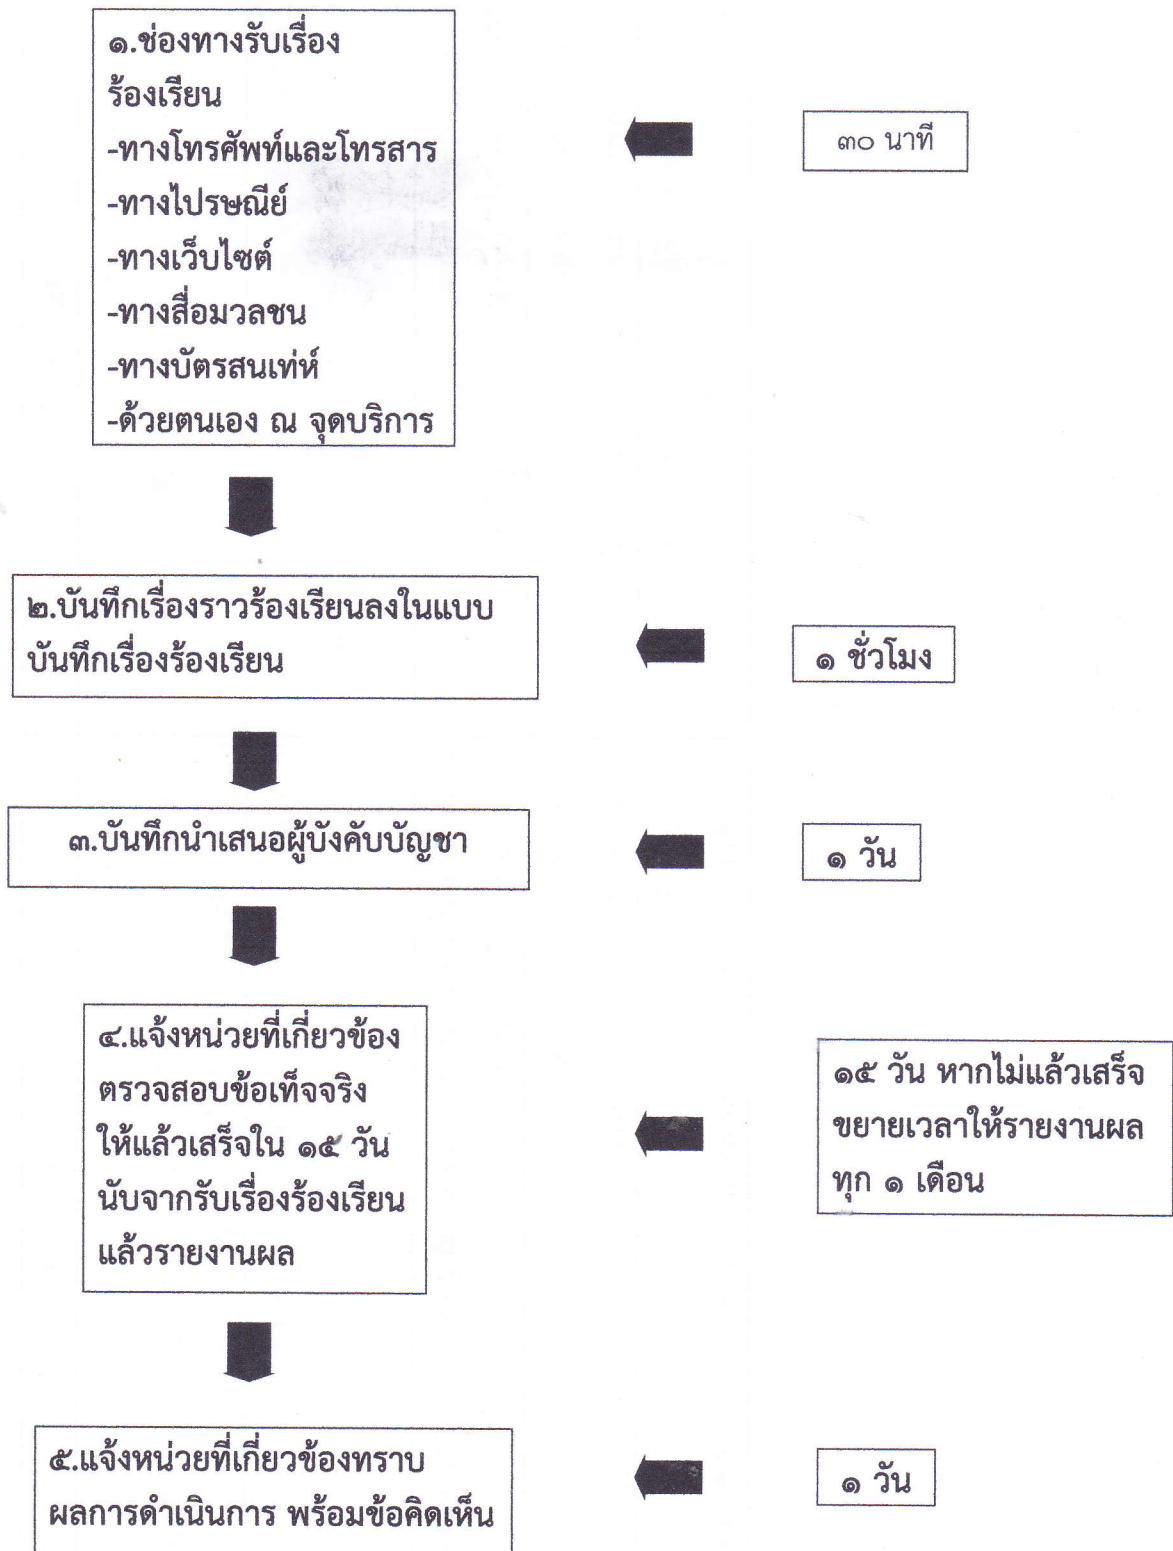 ๑.ช่องทางรับเรื่อง
ร้องเรียน
-ทางโทรศัพท์และโทรสาร
-ทางไปรษณีย์
-ทางเว็บไซต์
-ทางสื่อมวลชน
-ทางบัตรสนเท่ห์
-ด้วยตนเอง ณ จุดบริการ
๓๐ นาที
๒.บันทึกเรื่องราวร้องเรียนลงในแบบ
บันทึกเรื่องร้องเรียน
๑ ชั่วโมง
๓.บันทึกนำเสนอผู้บังคับบัญชา
๑ วัน
๔.แจ้งหน่วยที่เกี่ยวข้อง
ตรวจสอบข้อเท็จจริง
ให้แล้วเสร็จใน ๑๕ วัน
นับจากรับเรื่องร้องเรียน
แล้วรายงานผล
๑๕ วัน หากไม่แล้วเสร็จ
ขยายเวลาให้รายงานผล
ทุก ๑ เดือน
๕.แจ้งหน่วยที่เกี่ยวข้องทราบ
ผลการดำเนินการ พร้อมข้อคิดเห็น
๑ วัน